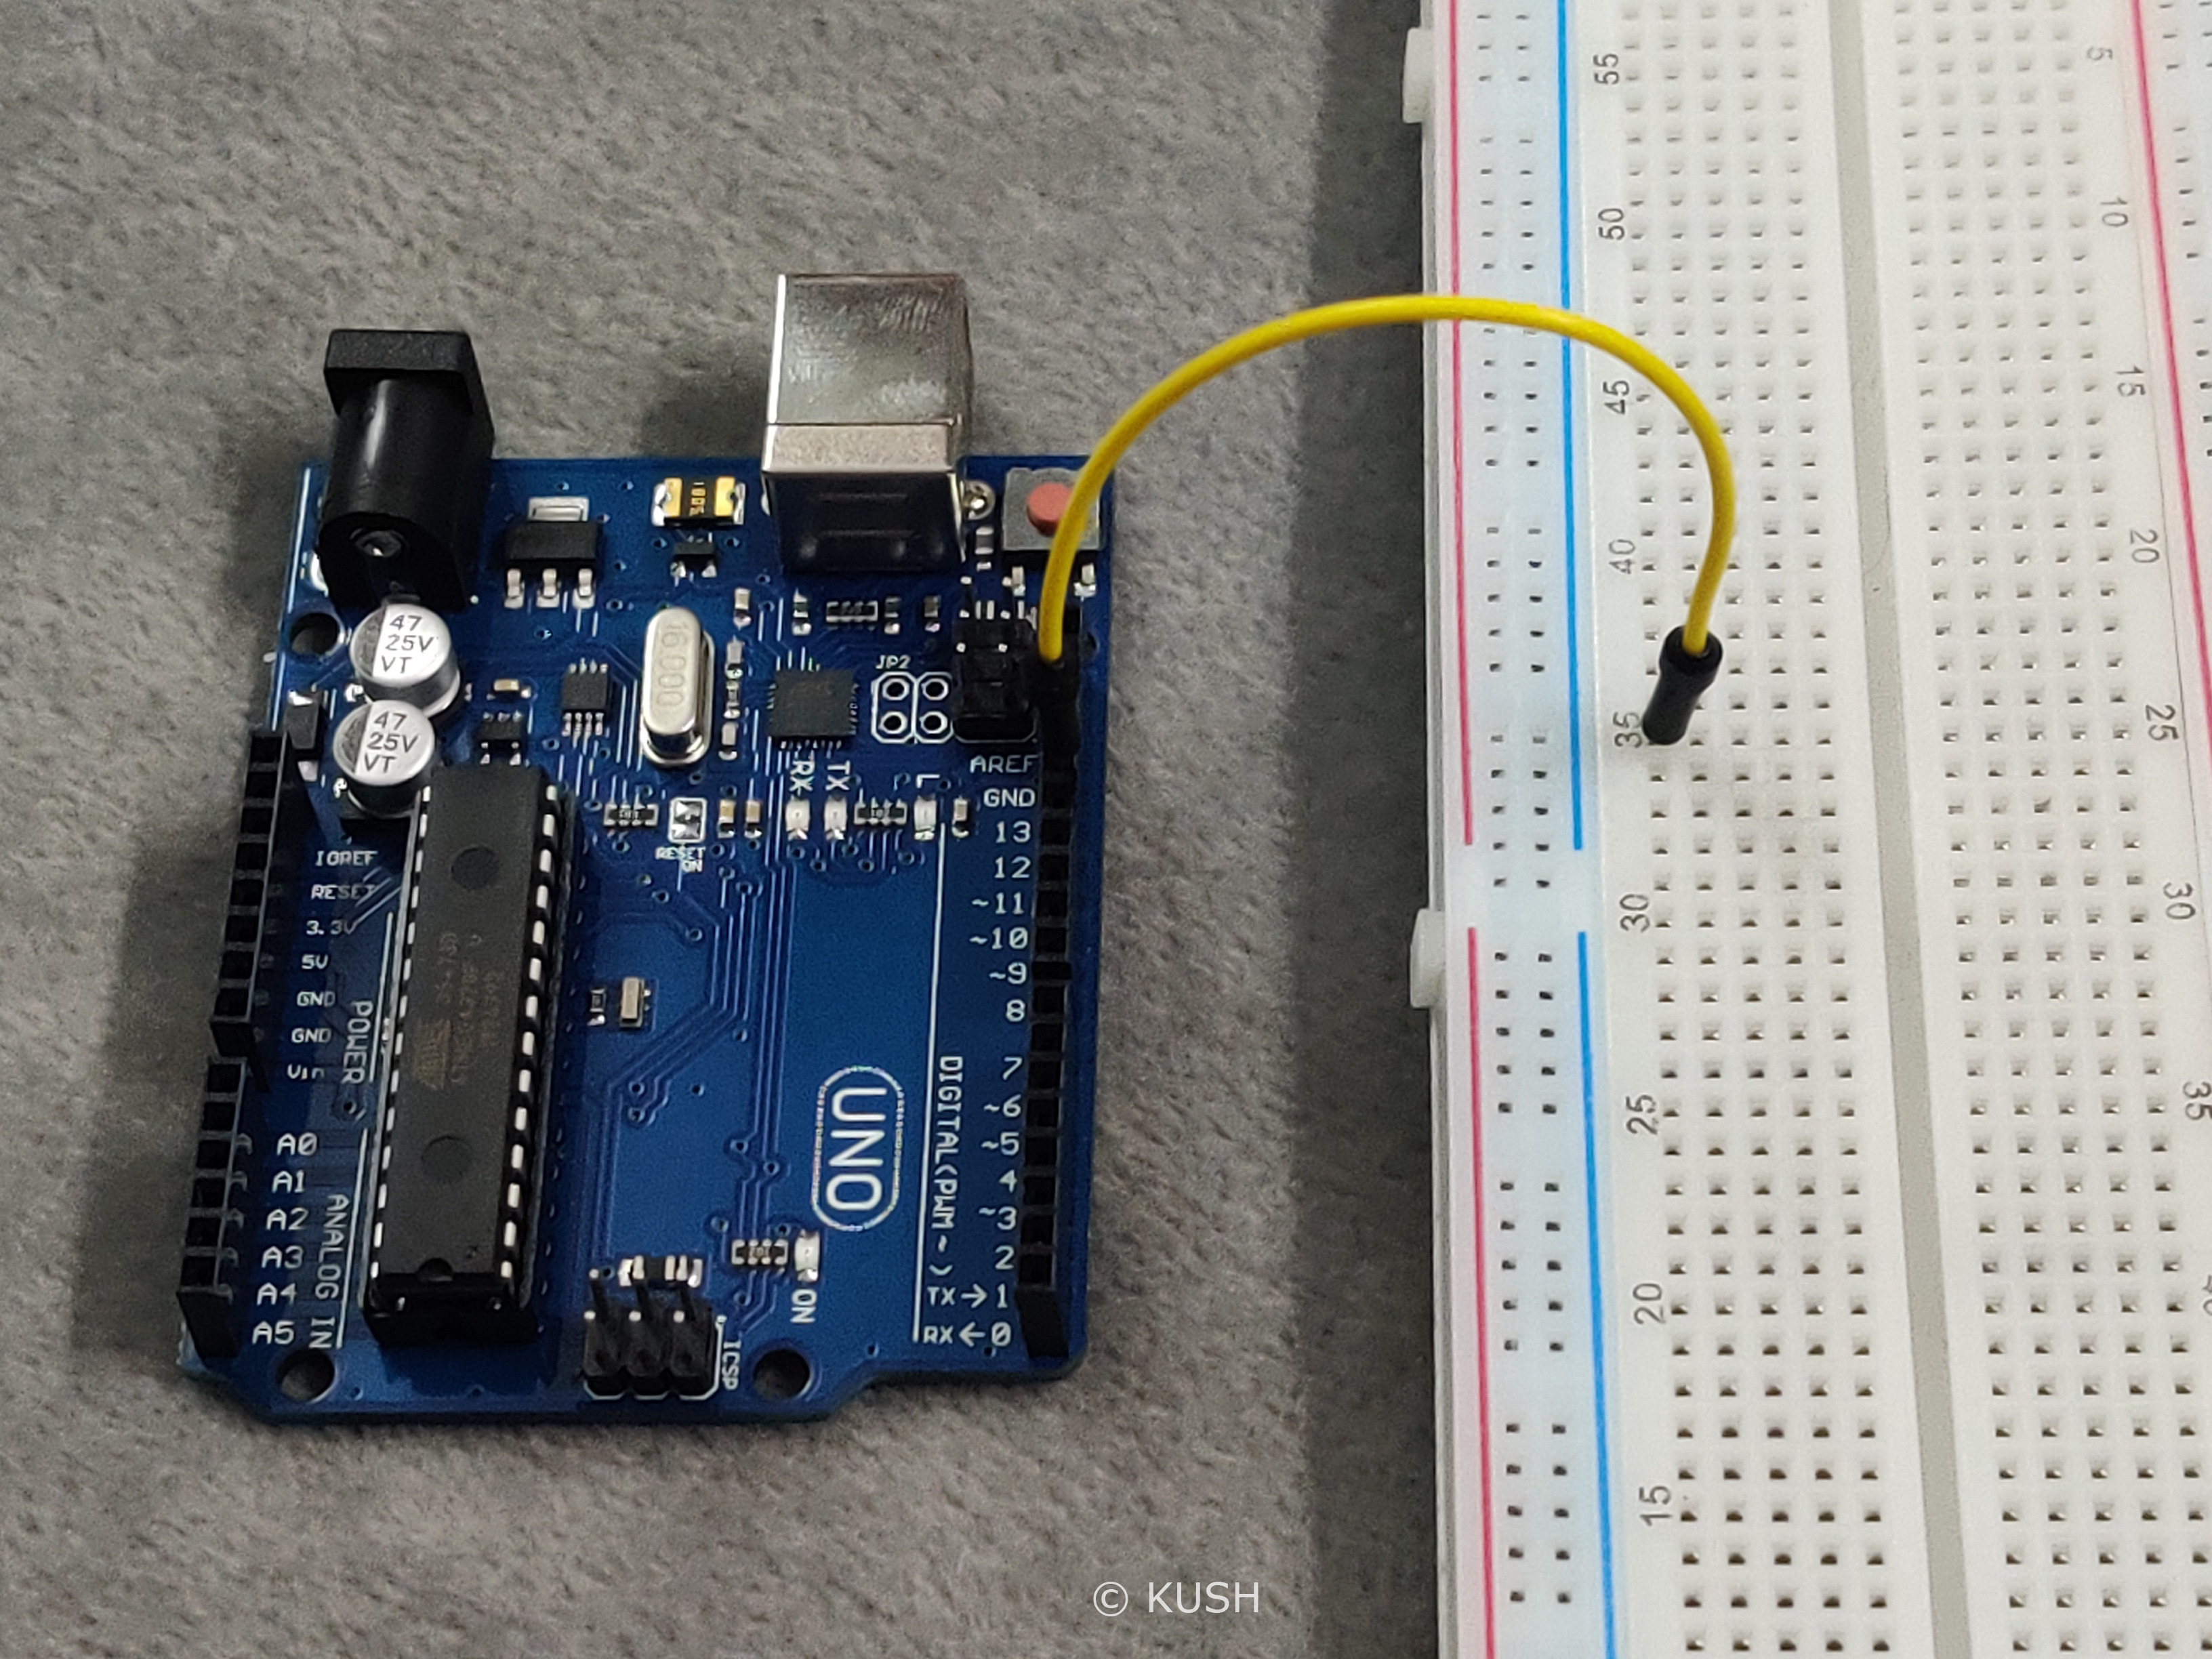 47
25V
VT
47
25V
VT
16.000
JP2
RX
TX
L
RESET
ON
AREF
GND
13
12
~11
~10
~9
8
7
~6
~5
4
~3
2
TX→1
RX←0
DIGITAL(PWM~)
UNO
IOREF
RESET
3.3V
5V
GND
GND
Vin
POWER
A0
A1
A2
A3
A4
A5
ANALOG IN
ON
ICSP
55
50
45
40
35
30
25
20
15
5
10
15
20
25
30
35
© KUSH